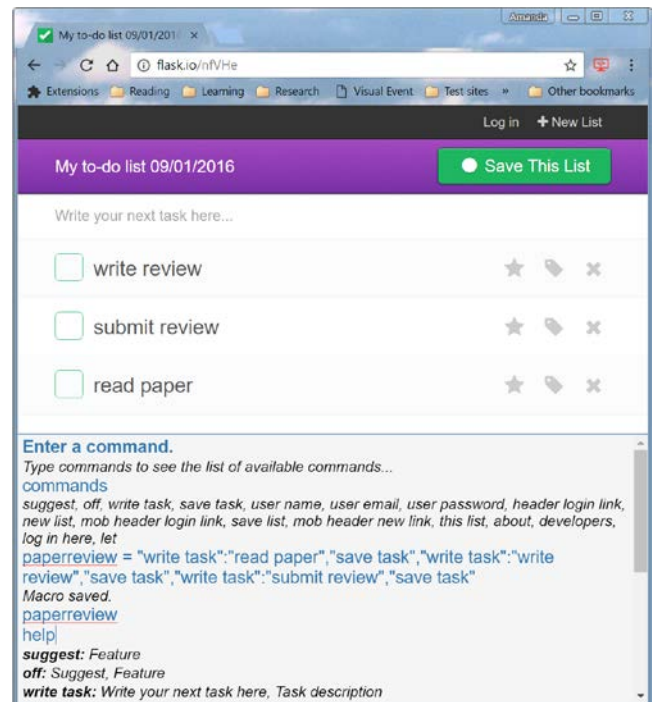 Amanda
My to-do list 09/01/201
flask.io/nfVHe
Extensions Reading Learning Research Visual Event Test sites » Other bookmarks
Log in + New List
My to-do list 09/01/2016 Save This List
Write your next task here...
write review
submit review
read paper
Enter a command.
Type commands to see the list of available commands...
commands
suggest, off, write task, save task, user name, user email, user password, header login link,
new list, mob header login link, save list, mob header new link, this list, about, developers,
log in here, let
paperreview = "write task":"read paper","save task","write task":"write
review","save task","write task":"submit review","save task"
Macro saved.
paperreview
help
suggest: Feature
off: Suggest, Feature
write task: Write your next task here, Task description